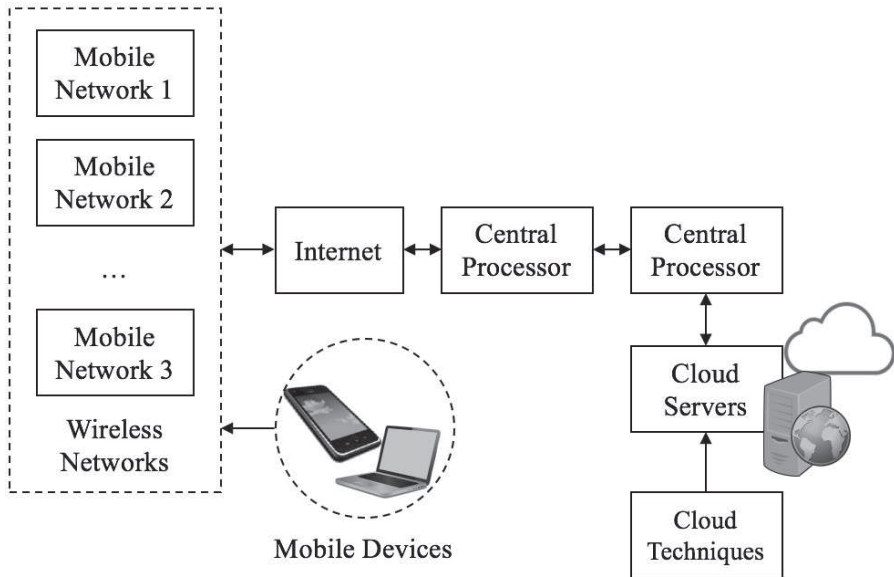 Mobile
Network 1
Mobile
Network 2
...
Mobile
Network 3
Wireless
Networks
Internet
Central
Processor
Central
Processor
Cloud
Servers
Cloud
Techniques
Mobile Devices